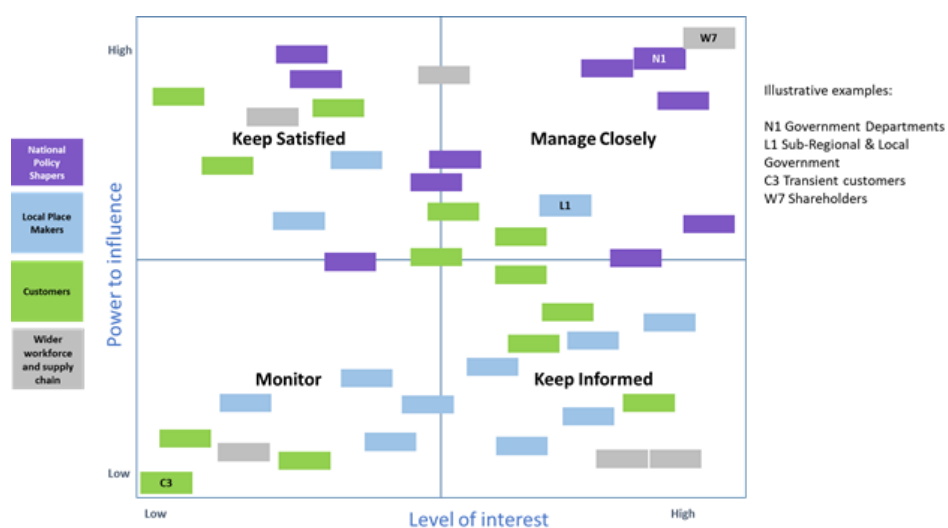 High
W7
N1
Illustrative examples:
N1 Government Departments
L1 Sub-Regional & Local
Government
C3 Transient customers
W7 Shareholders
Keep Satisfied
Manage Closely
National
Policy
Shapers
Local Place
Makers
L1
Customers
Power to influence
Wider
workforce
and supply
chain
Monitor
Keep Informed
Low
C3
Low
High
Level of interest